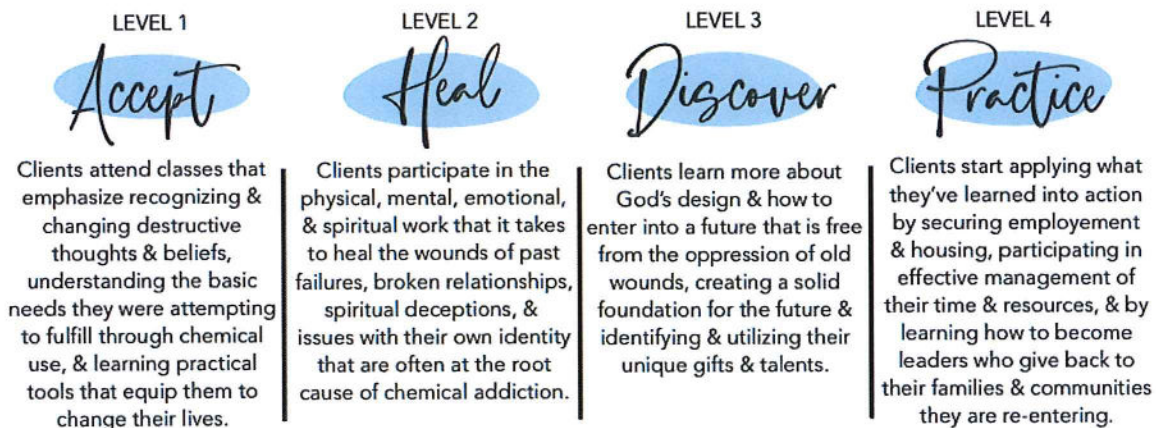 LEVEL 1
Accept
Clients attend classes that
emphasize recognizing &
changing destructive
thoughts & beliefs,
understanding the basic
needs they were attempting
to fulfill through chemical
use, & learning practical
tools that equip them to
change their lives.
LEVEL 2
Heal
Clients participate in the
physical, mental, emotional,
& spiritual work that it takes
to heal the wounds of past
failures, broken relationships,
spiritual deceptions, &
issues with their own identity
that are often at the root
cause of chemical addiction.
LEVEL 3
Discover
Clients learn more about
God's design & how to
enter into a future that is free
from the oppression of old
wounds, creating a solid
foundation for the future &
identifying & utilizing their
unique gifts & talents.
LEVEL 4
Practice
Clients start applying what
they've learned into action
by securing employement
& housing, participating in
effective management of
their time & resources, & by
learning how to become
leaders who give back to
their families & communities
they are re-entering.